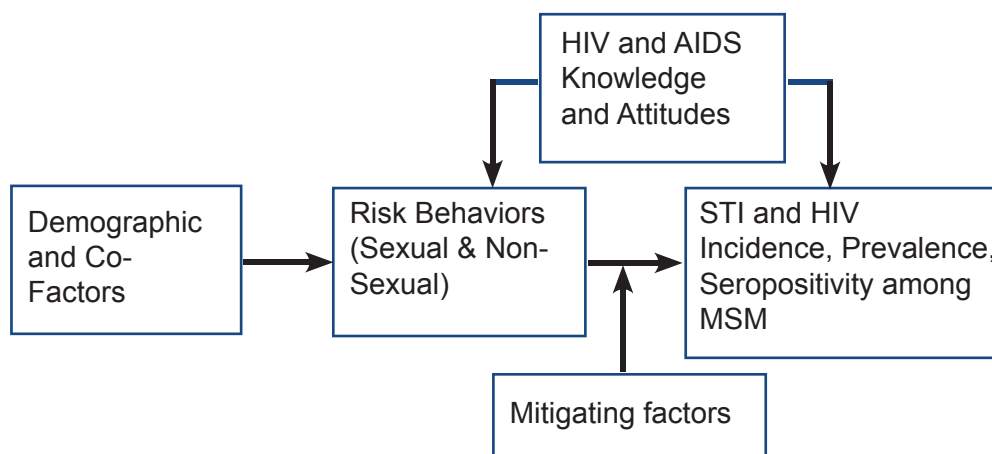 HIV and AIDS
Knowledge
and Attitudes
Demographic
and Co-
Factors
Risk Behaviors
(Sexual & Non-
Sexual)
STI and HIV
Incidence, Prevalence,
Seropositivity among
MSM
Mitigating factors